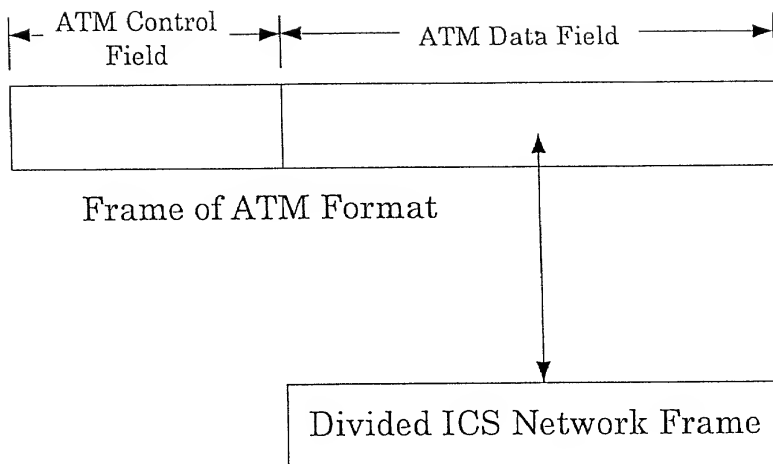 ATM Control
Field
ATM Data Field
Frame of ATM Format
Divided ICS Network Frame